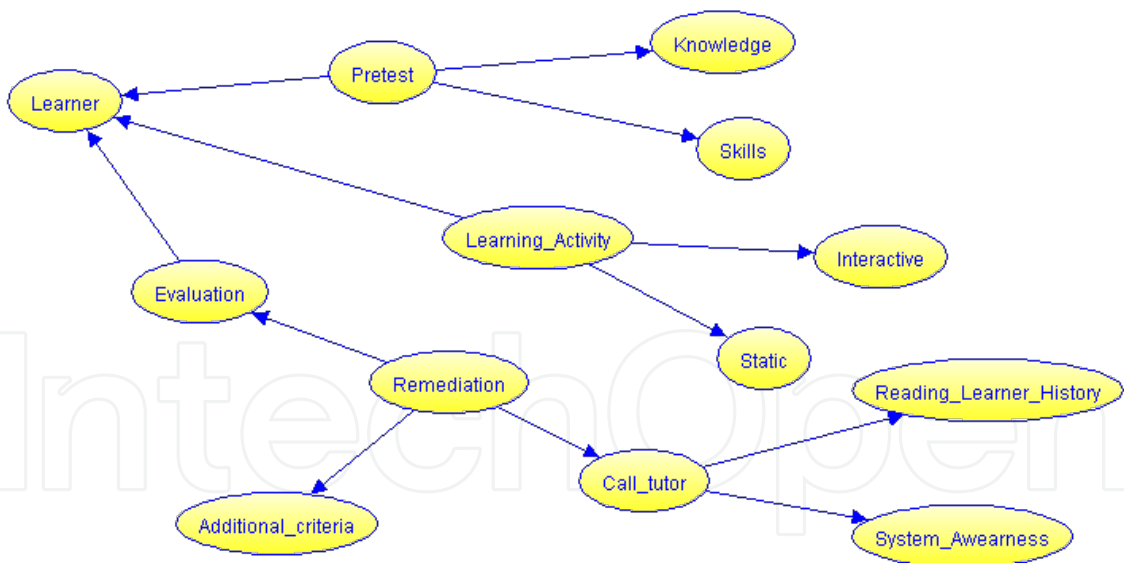 Knowledge
Pretest
Learner
Skills
Learning_Activity
Interactive
Evaluation
Static
Remediation
Reading_Learner_History
Call_tutor
Additional_criteria
System_Awearness
IntechOpen